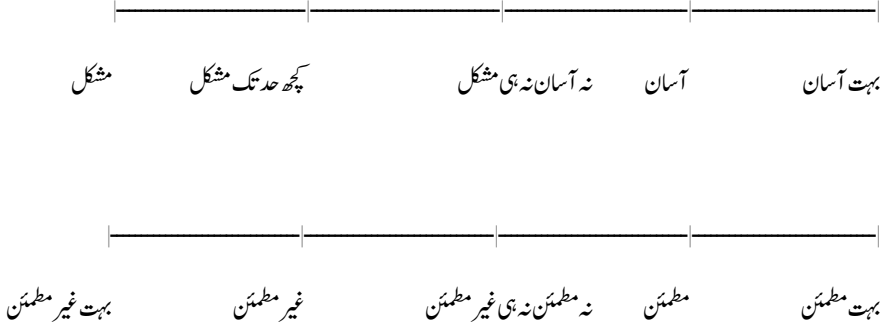 بہت آسان آسان نہ آسان نہ ہی مشکل کچھ حد تک مشکل مشکل
بہت مطمئن مطمئن نہ مطمئن نہ ہی غیر مطمئن غیر مطمئن بہت غیر مطمئن